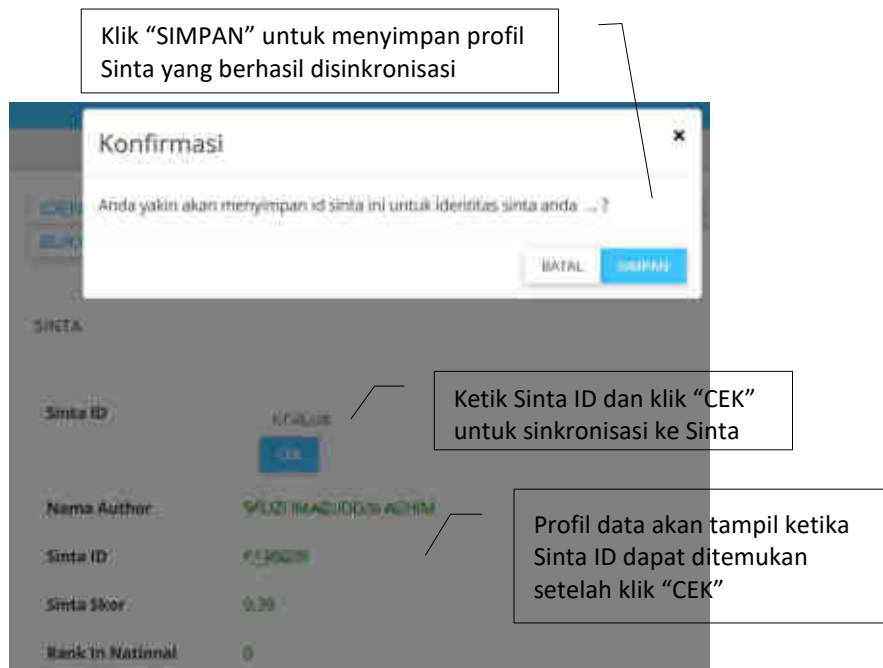 Klik “SIMPAN” untuk menyimpan profil
Sinta yang berhasil disinkronisasi
Konfirmasi
×
Anda yakin akan menyimpan id sinta ini untuk identitas sinta anda ... ?
BATAL SIMPAN
SINTA
Ketik Sinta ID dan klik “CEK”
untuk sinkronisasi ke Sinta
Sinta ID
CEK
Nama Author
Profil data akan tampil ketika
Sinta ID dapat ditemukan
setelah klik “CEK”
Sinta ID
Sinta Skor 0.39
Rank In National 0